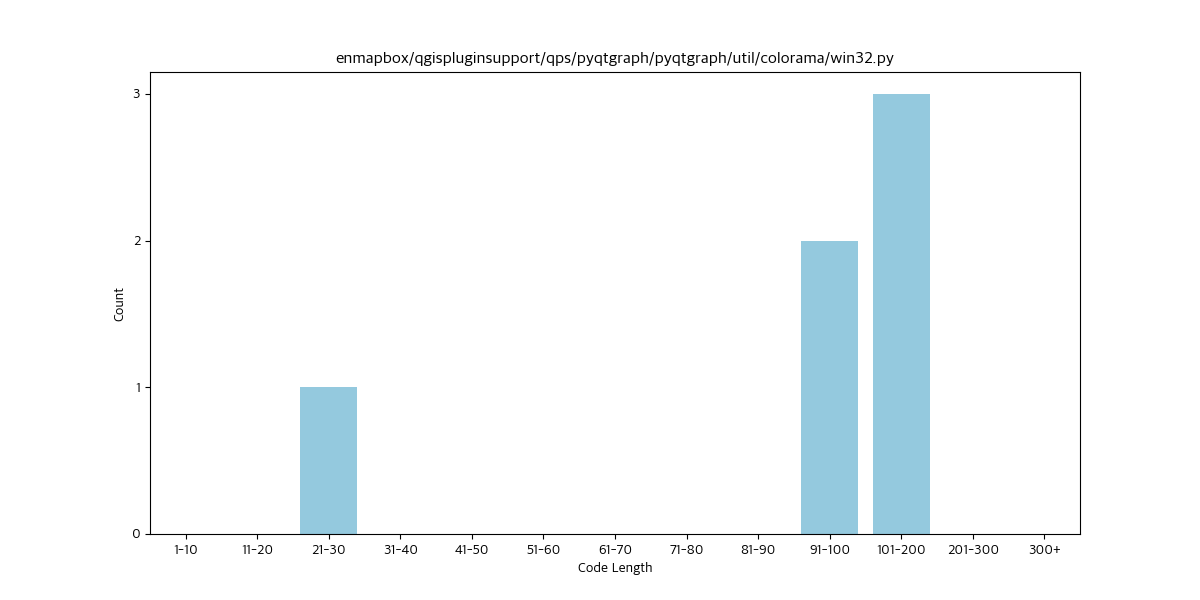 enmapbox/qgispluginsupport/qps/pyqtgraph/pyqtgraph/util/colorama/win32.py
3
2
1
0
Count
1-10 11-20 21-30 31-40 41-50 51-60 61-70 71-80 81-90 91-100 101-200 201-300 300+
Code Length